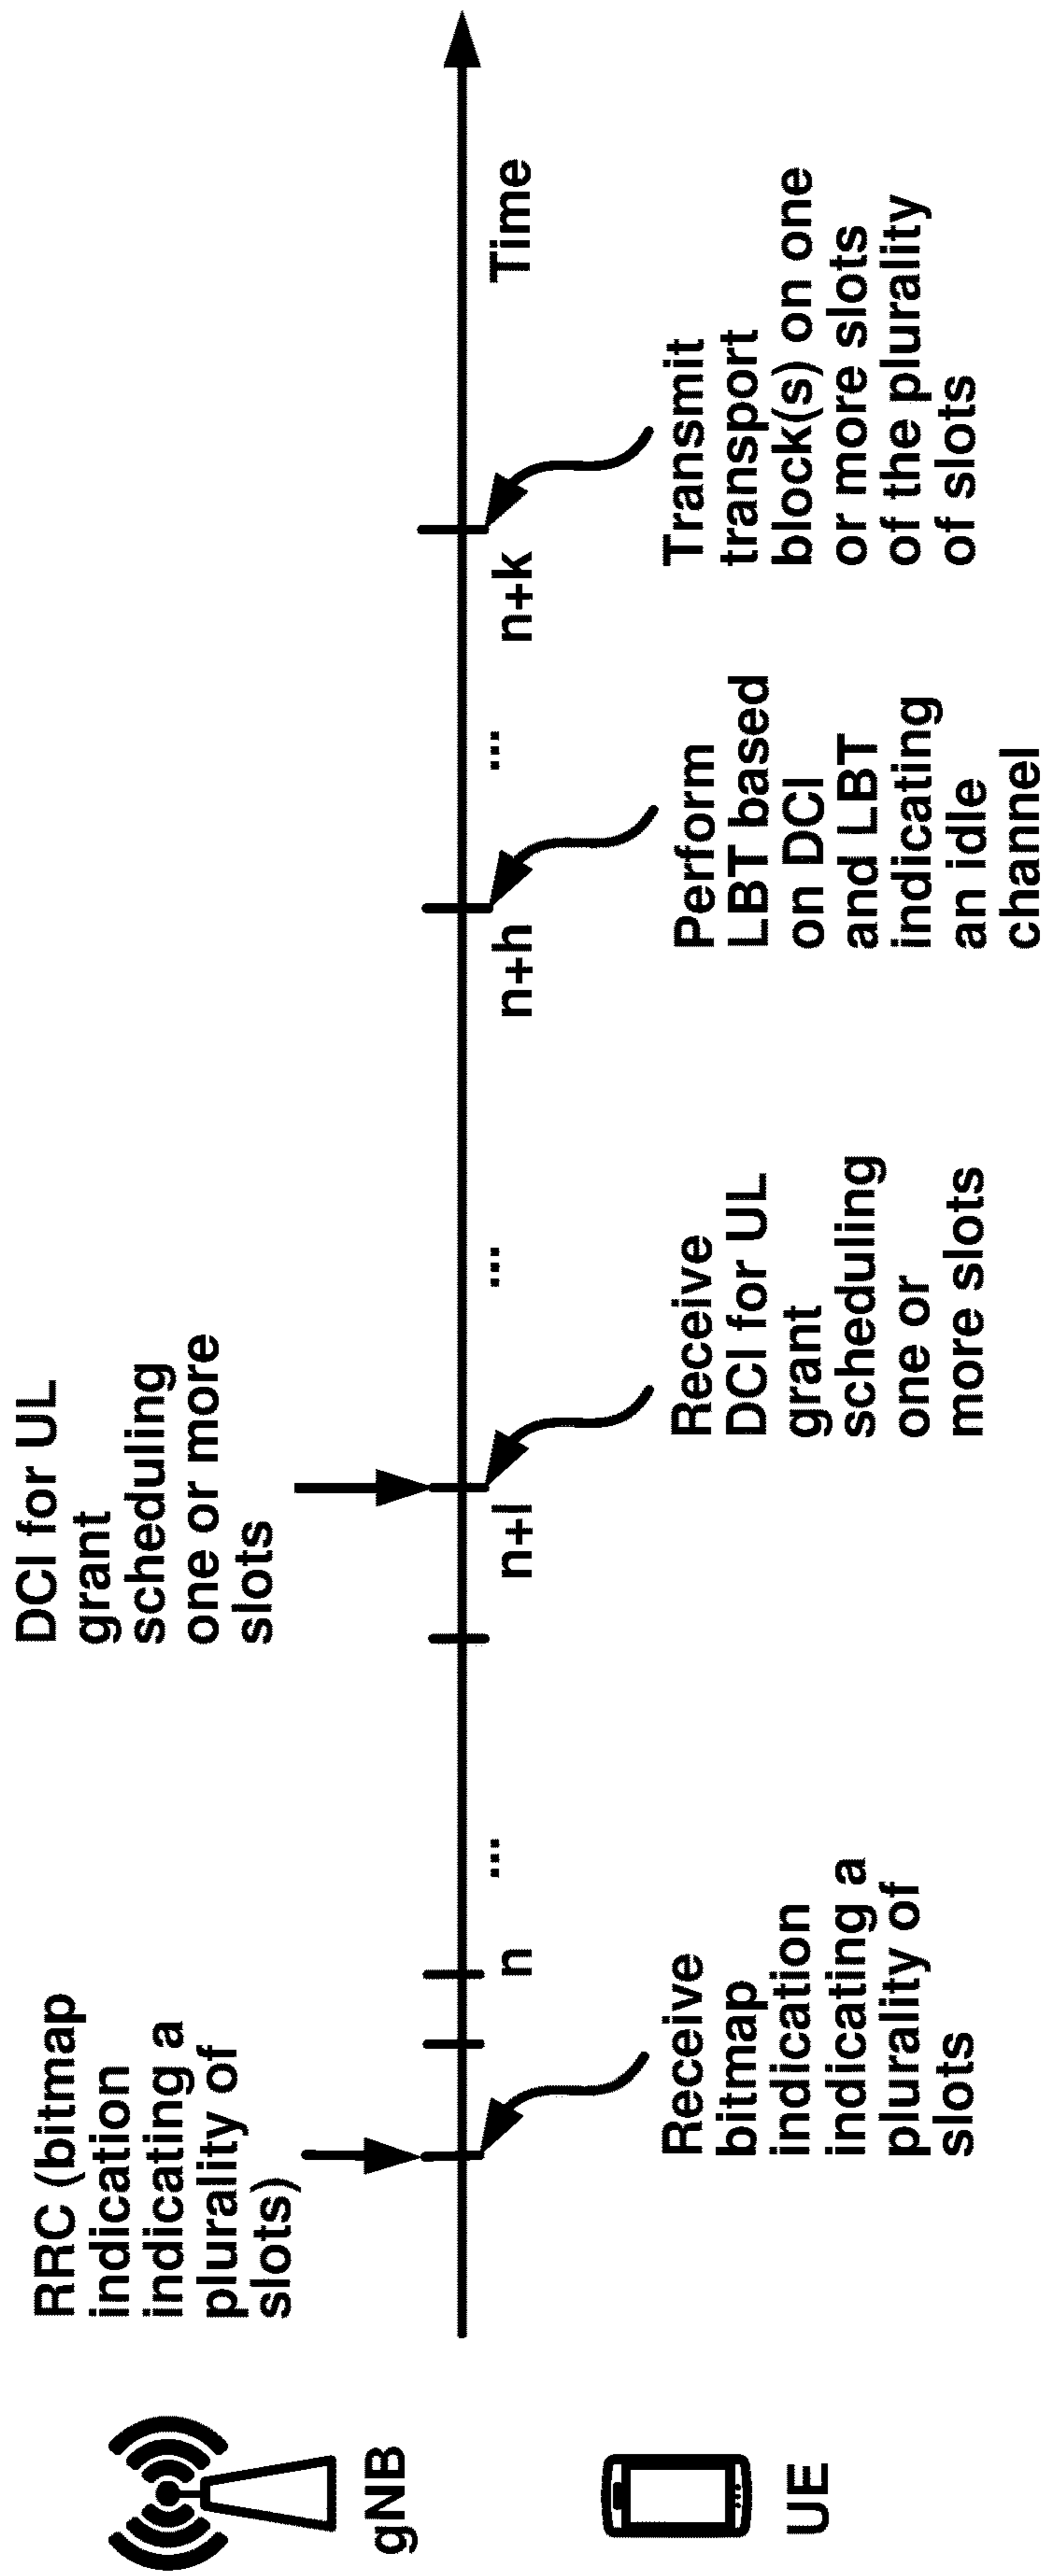 RRC (bitmap
indication
indicating a
plurality of
slots)
DCI for UL
grant
scheduling
one or more
slots
gNB
n
...
n+l
...
n+h
...
n+k
Time
UE
Receive
bitmap
indication
indicating a
plurality of
slots
Receive
DCI for UL
grant
scheduling
one or
more slots
Perform
LBT based
on DCI
and LBT
indicating
an idle
channel
Transmit
transport
block(s) on one
or more slots
of the plurality
of slots